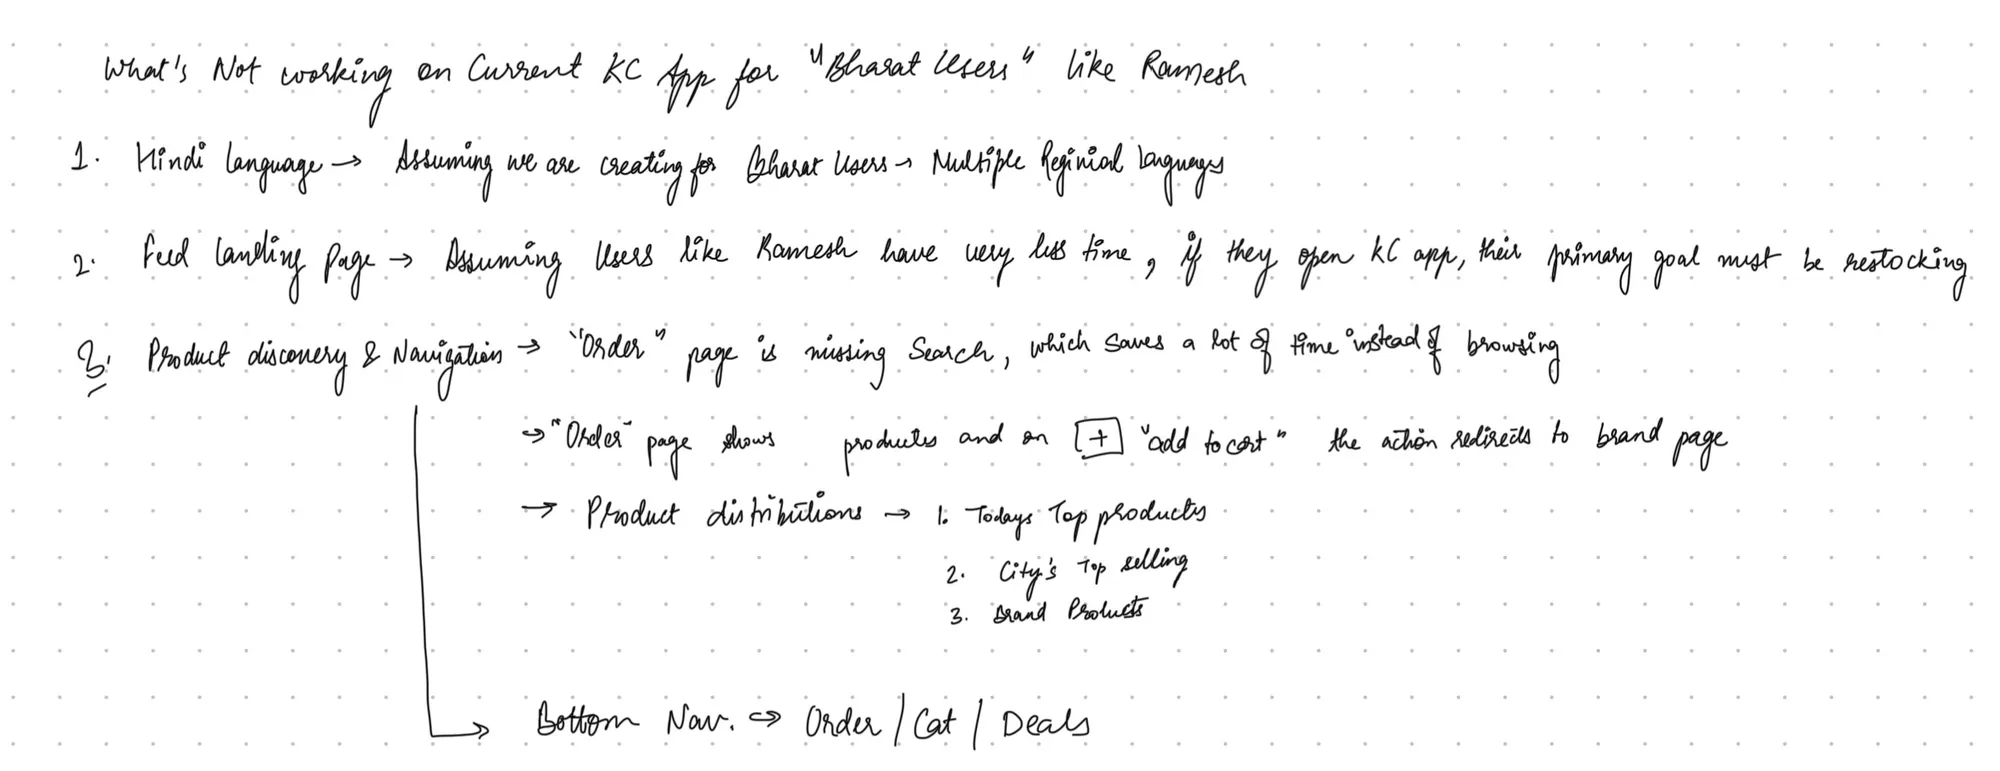 What's Not working on Current KC App for "Bharat Users" like Ramesh
1. Hindi language → Assuming we are creating for Bharat Users → Multiple Reginial Languages
2. Feed Landing Page → Assuming Users like Ramesh have very less time, if they open KC app, their primary goal must be restocking
3. Product discovery & Navigation → "Order" page is missing Search, which saves a lot of time instead of browsing
→ "Order" page shows products and on [+] "add to cart" the action redirects to brand page
→ Product distributions → 1. Todays Top products
2. City's Top selling
3. Brand Products
→ Bottom Nav. ⇒ Order / Cat / Deals